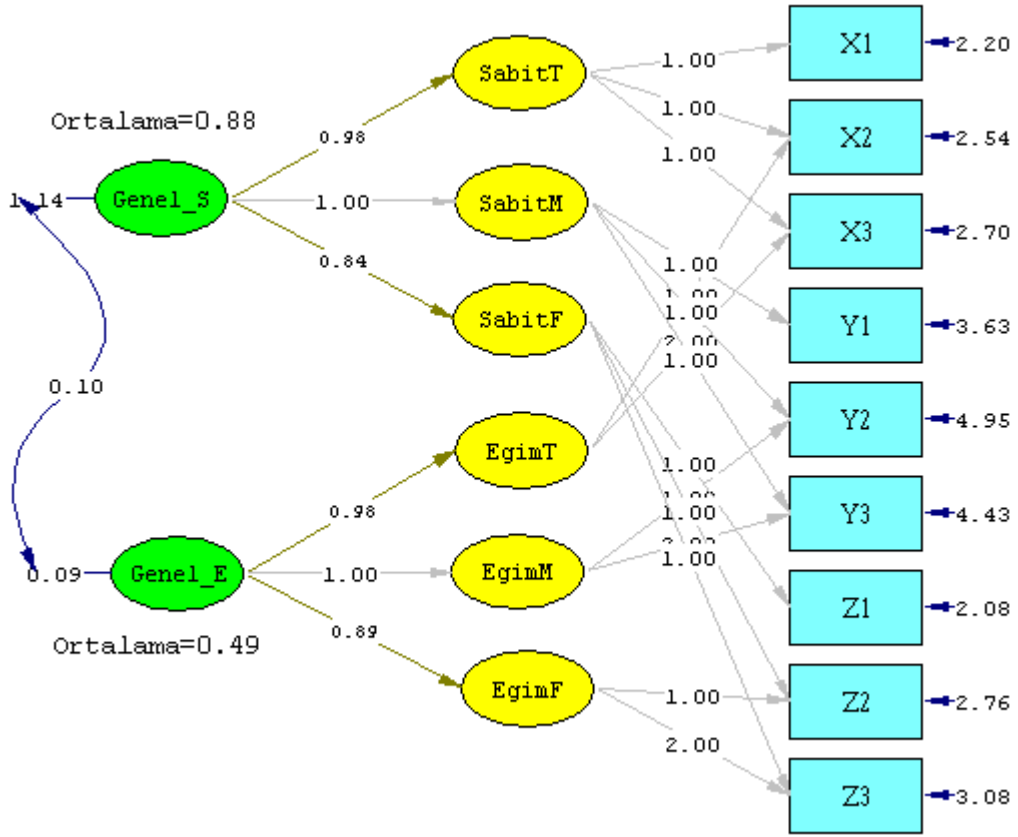 X1
2.20
SabitT
1.00
Ortalama=0.88
1.00
X2
2.54
0.98
1.00
1.14
Genel_S
1.00
SabitM
X3
2.70
0.84
1.00
1.00
SabitF
Y1
3.63
2.00
1.00
0.10
Y2
4.95
EgimT
1.00
1.00
0.98
1.00
Y3
4.43
0.09
Genel_E
1.00
EgimM
1.00
Z1
2.08
0.89
Ortalama=0.49
EgimF
1.00
Z2
2.76
2.00
Z3
3.08